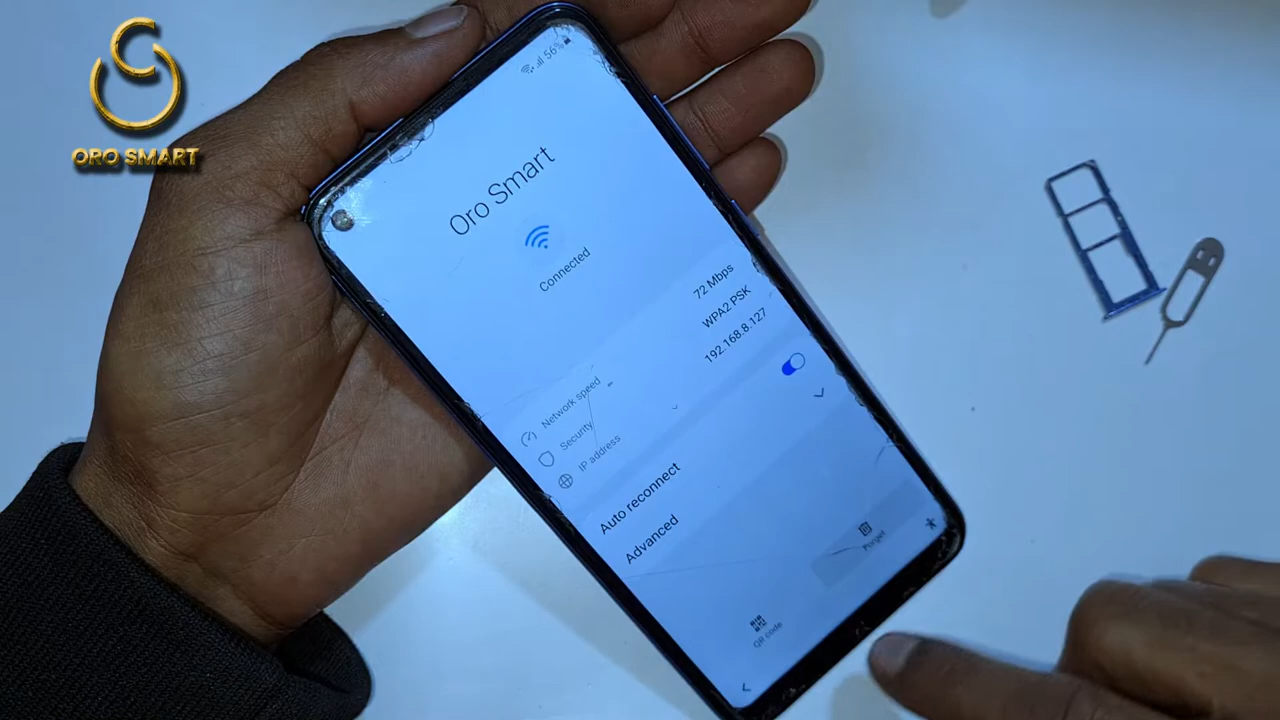 ORO SMART
56%
Oro Smart
Connected
Network speed
72 Mbps
Security
WPA2 PSK
IP address
192.168.8.127
Auto reconnect
Advanced
QR code
Forget